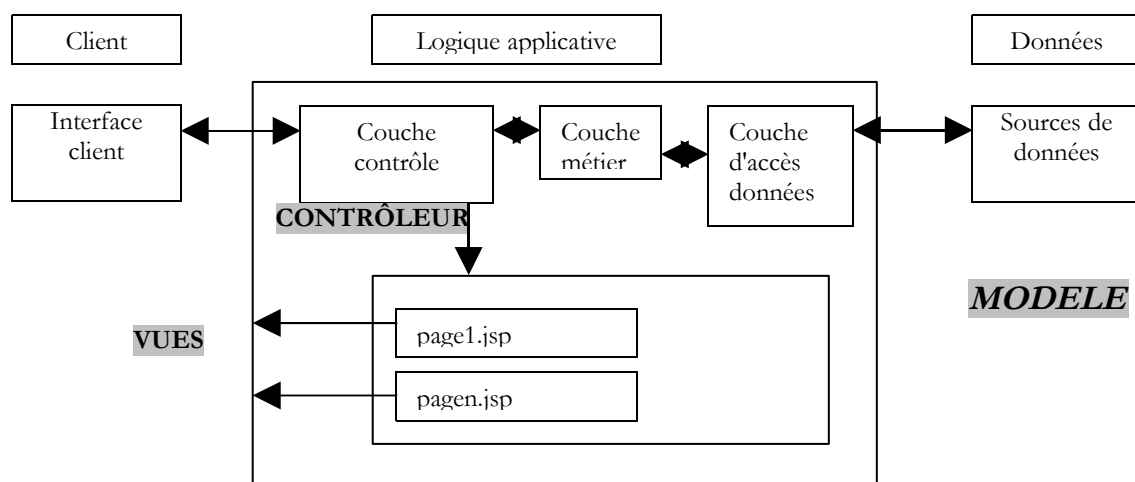 Client
Logique applicative
Données
Interface
client
Couche
contrôle
Couche
métier
Couche
d'accès
données
Sources de
données
CONTRÔLEUR
MODELE
VUES
page1.jsp
pagen.jsp